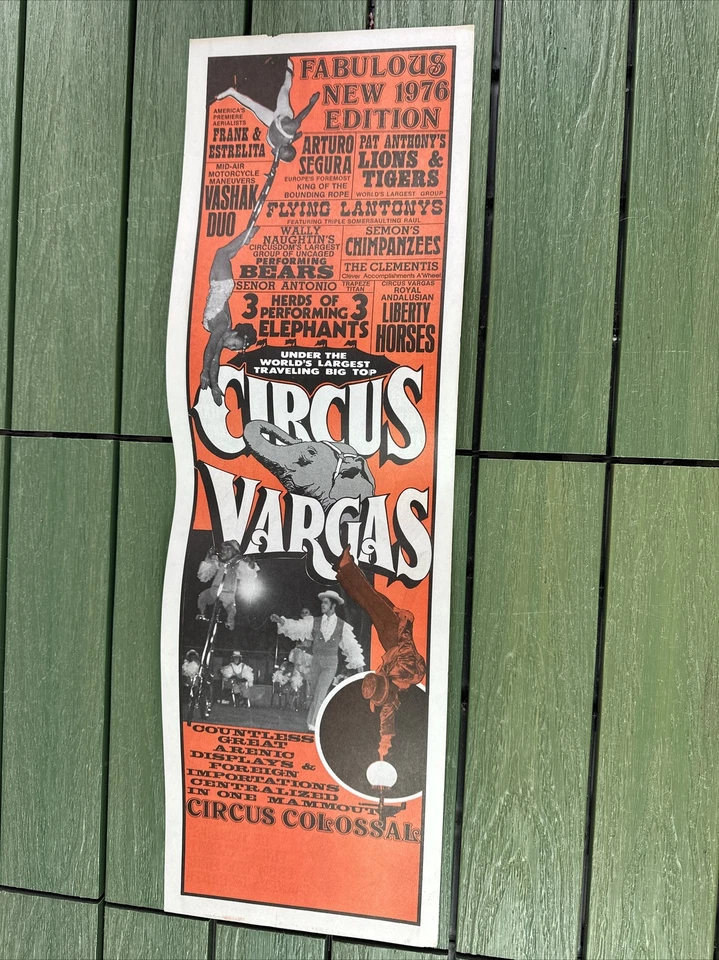 FABULOUS
NEW 1976
EDITION
AMERICA'S
PREMIERE
AERIALISTS
FRANK &
ESTRELITA
MID-AIR
MOTORCYCLE
MANEUVERS
VASHAK
DUO
ARTURO
SEGURA
EUROPE'S FOREMOST
KING OF THE
BOUNDING ROPE
PAT ANTHONY'S
LIONS &
TIGERS
WORLD'S LARGEST GROUP
FLYING LANTONYS
FEATURING TRIPLE SOMERSAULTING RAUL
WALLY
NAUGHTIN'S
CIRCUSDOM'S LARGEST
GROUP OF UNCAGED
PERFORMING
BEARS
SEMON'S
CHIMPANZEES
THE CLEMENTIS
Clever Accomplishments A'Wheel
SENOR ANTONIO TRAPEZE
TITAN
3 HERDS OF
PERFORMING 3
ELEPHANTS
CIRCUS VARGAS
ROYAL
ANDALUSIAN
LIBERTY
HORSES
UNDER THE
WORLD'S LARGEST
TRAVELING BIG TOP
CIRCUS
VARGAS
COUNTLESS
GREAT
ARENIC
DISPLAYS &
FOREIGN
IMPORTATIONS
CENTRALIZED
IN ONE MAMMOUTH
CIRCUS COLOSSAL